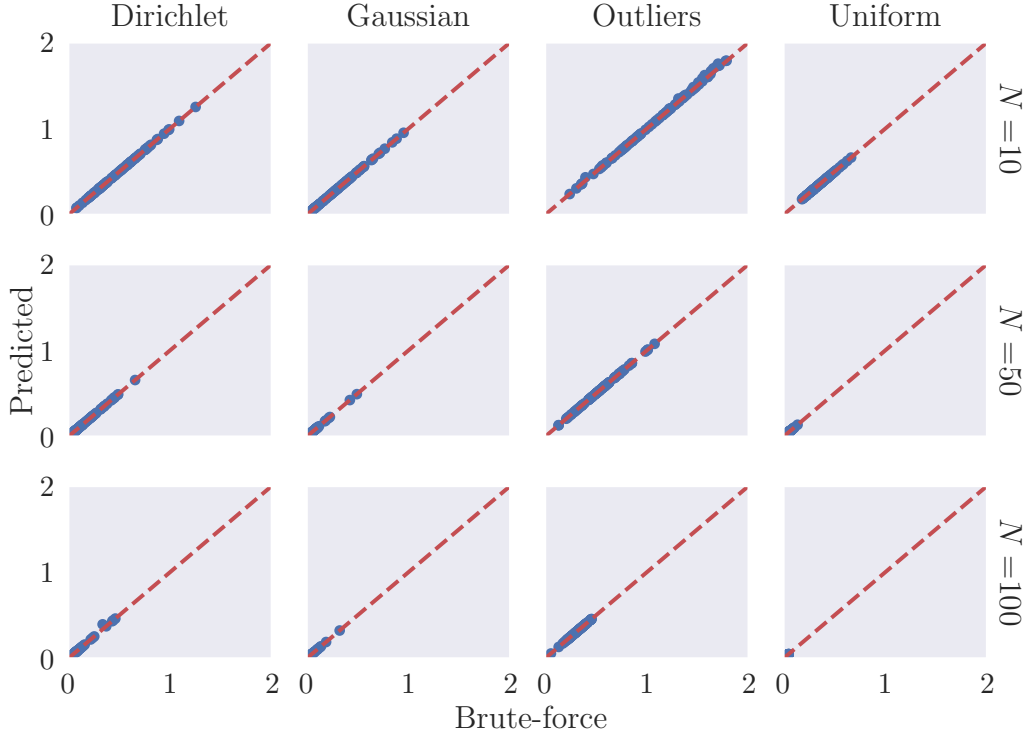 Dirichlet Gaussian Outliers Uniform
2
1
0
N = 10
2
1
0
N = 50
Predicted
2
1
0
N = 100
0 1 2 0 1 2 0 1 2 0 1 2
Brute-force